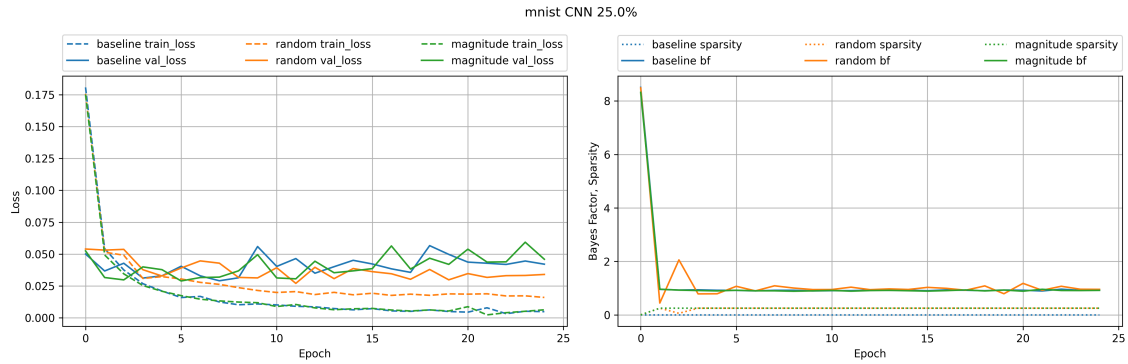 mnist CNN 25.0%
baseline train_loss random train_loss magnitude train_loss
baseline val_loss random val_loss magnitude val_loss
0.175
0.150
0.125
0.100
0.075
0.050
0.025
0.000
Loss
0 5 10 15 20 25
Epoch
baseline sparsity random sparsity magnitude sparsity
baseline bf random bf magnitude bf
8
6
4
2
0
Bayes Factor, Sparsity
0 5 10 15 20 25
Epoch